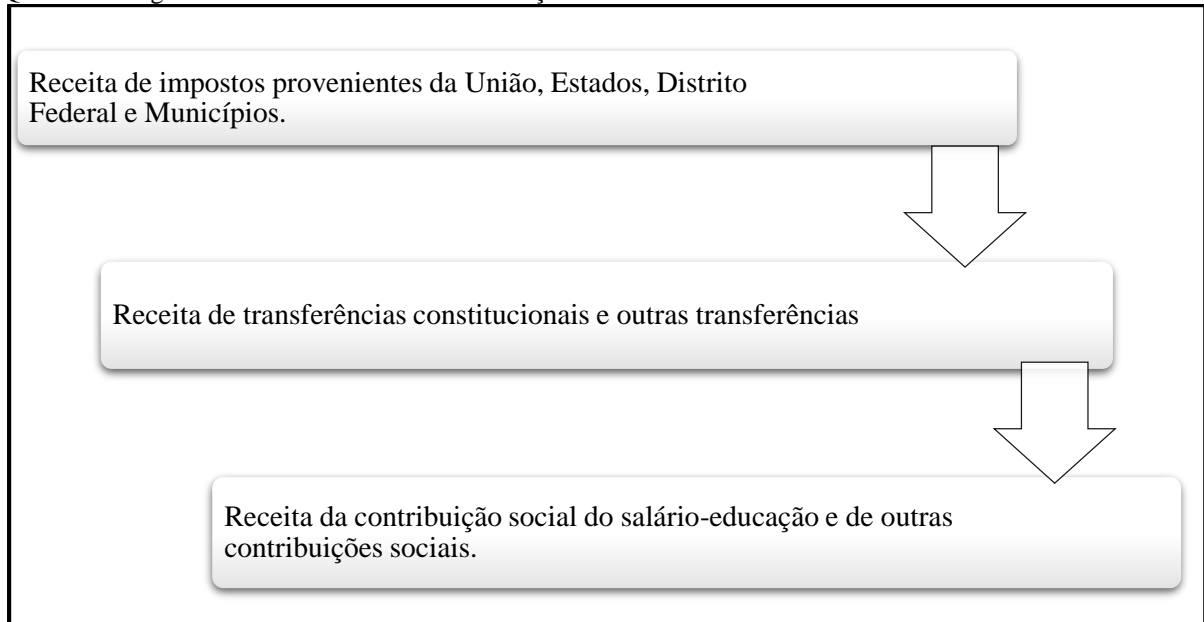 Receita de impostos provenientes da União, Estados, Distrito
Federal e Municípios.
Receita de transferências constitucionais e outras transferências
Receita da contribuição social do salário-educação e de outras
contribuições sociais.